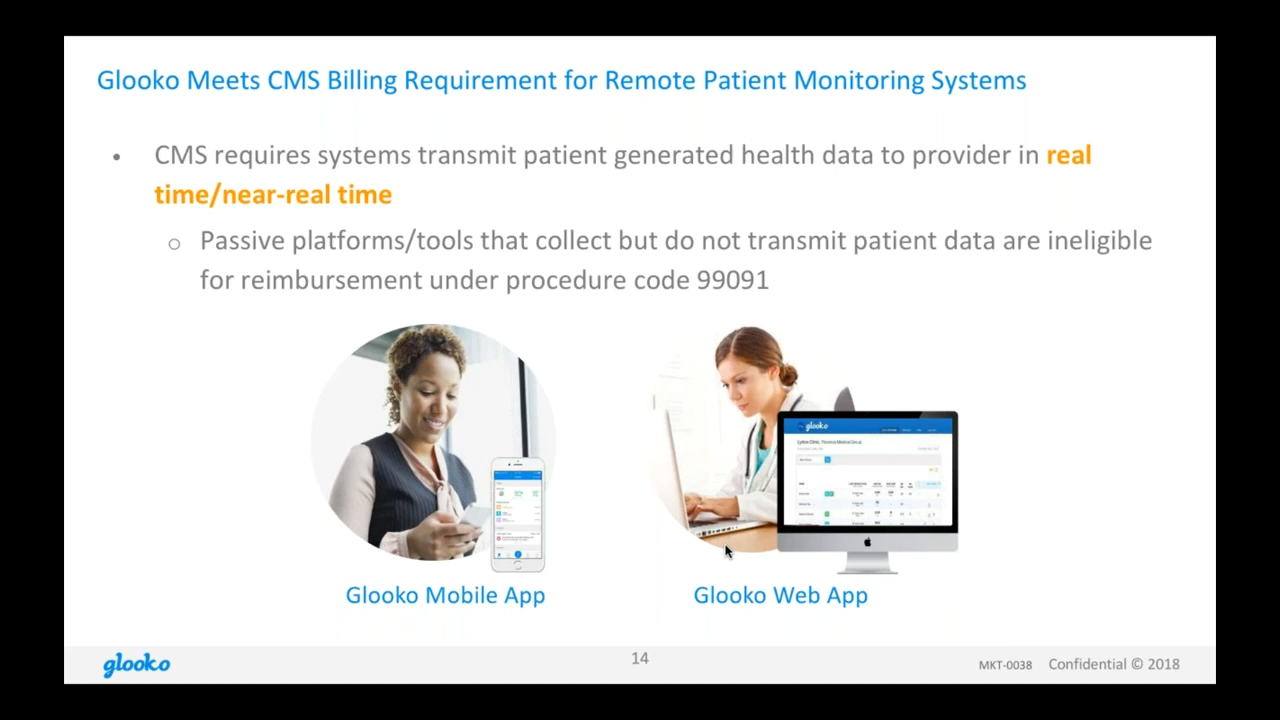 Glooko Meets CMS Billing Requirement for Remote Patient Monitoring Systems
• CMS requires systems transmit patient generated health data to provider in real
time/near-real time
○ Passive platforms/tools that collect but do not transmit patient data are ineligible
for reimbursement under procedure code 99091
glooko
Glooko Mobile App
Glooko Web App
glooko
14
MKT-0038 Confidential © 2018